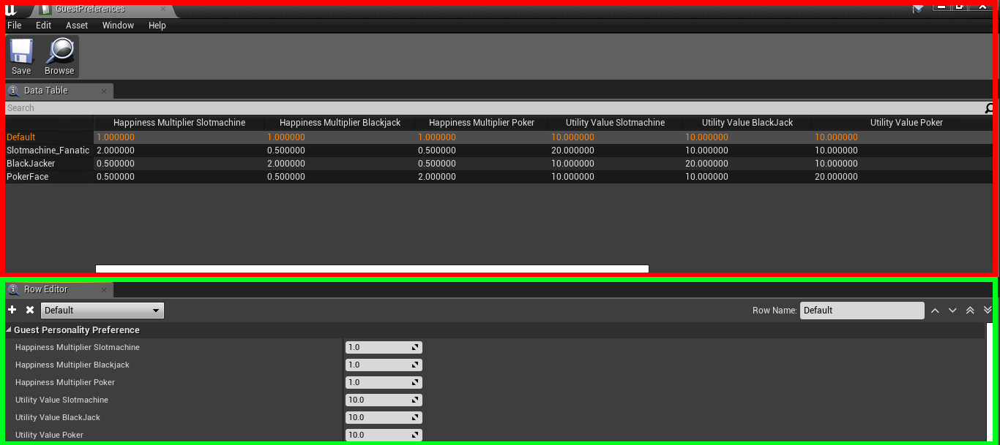 GuestPreferences
File Edit Asset Window Help
Save Browse
Data Table
Search
Happiness Multiplier Slotmachine Happiness Multiplier Blackjack Happiness Multiplier Poker Utility Value Slotmachine Utility Value BlackJack Utility Value Poker
Default 1.000000 1.000000 1.000000 10.000000 10.000000 10.000000
Slotmachine_Fanatic 2.000000 0.500000 0.500000 20.000000 10.000000 10.000000
BlackJacker 0.500000 2.000000 0.500000 10.000000 20.000000 10.000000
PokerFace 0.500000 0.500000 2.000000 10.000000 10.000000 20.000000
Row Editor
Default Row Name: Default
Guest Personality Preference
Happiness Multiplier Slotmachine 1.0
Happiness Multiplier Blackjack 1.0
Happiness Multiplier Poker 1.0
Utility Value Slotmachine 10.0
Utility Value BlackJack 10.0
Utility Value Poker 10.0